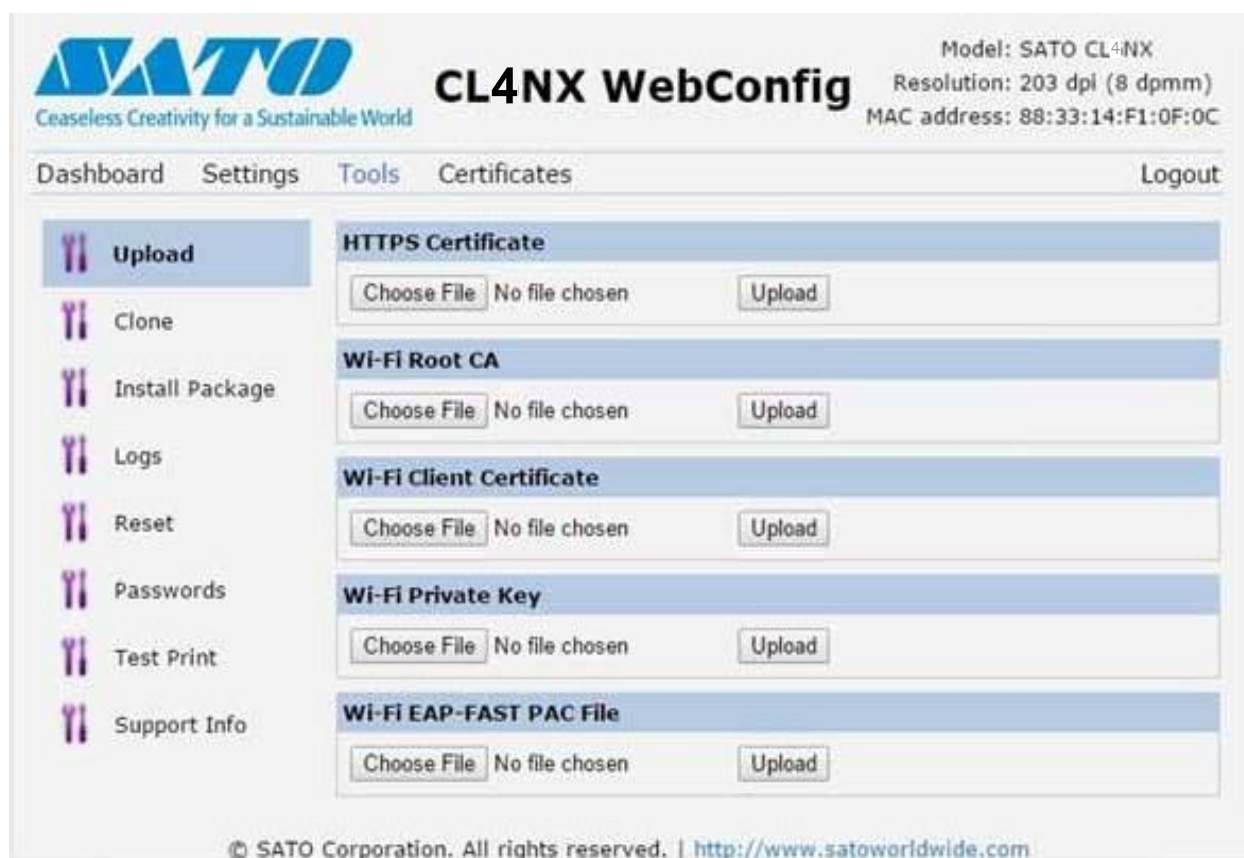 SATO
Ceaseless Creativity for a Sustainable World
CL4NX WebConfig
Model: SATO CL4NX
Resolution: 203 dpi (8 dpmm)
MAC address: 88:33:14:F1:0F:0C
Dashboard Settings Tools Certificates Logout
Upload
Clone
Install Package
Logs
Reset
Passwords
Test Print
Support Info
HTTPS Certificate
Choose File No file chosen Upload
Wi-Fi Root CA
Choose File No file chosen Upload
Wi-Fi Client Certificate
Choose File No file chosen Upload
Wi-Fi Private Key
Choose File No file chosen Upload
Wi-Fi EAP-FAST PAC File
Choose File No file chosen Upload
© SATO Corporation. All rights reserved. | http://www.satoworldwide.com